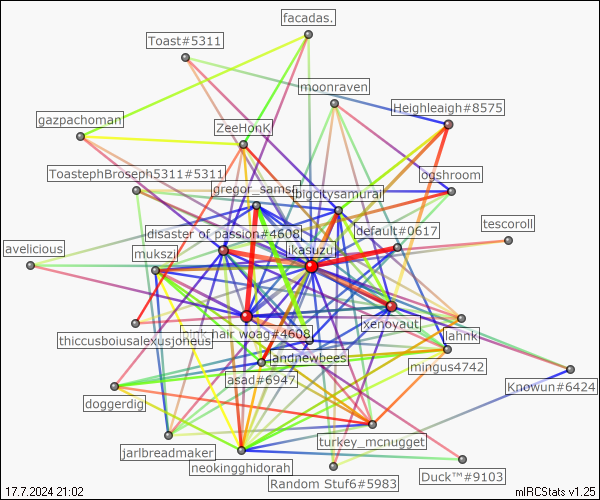 facadas.
Toast#5311
moonraven
Heighleaigh#8575
gazpachoman
ZeeHonK
ToastephBroseph5311#5311
ogshroom
gregor_samsa
bigcitysamurai
tescoroll
default#0617
disaster of passion#4608
avelicious
mukszi
ikasuzu
xenoyaut
lahnk
thiccusboiusalexusjoneus
pink hair woag#4608
andnewbees
mingus4742
asad#6947
Knowun#6424
doggerdig
turkey_mcnugget
jarlbreadmaker
neokingghidorah
Duck™#9103
Random Stuf6#5983
17.7.2024 21:02
mIRCStats v1.25